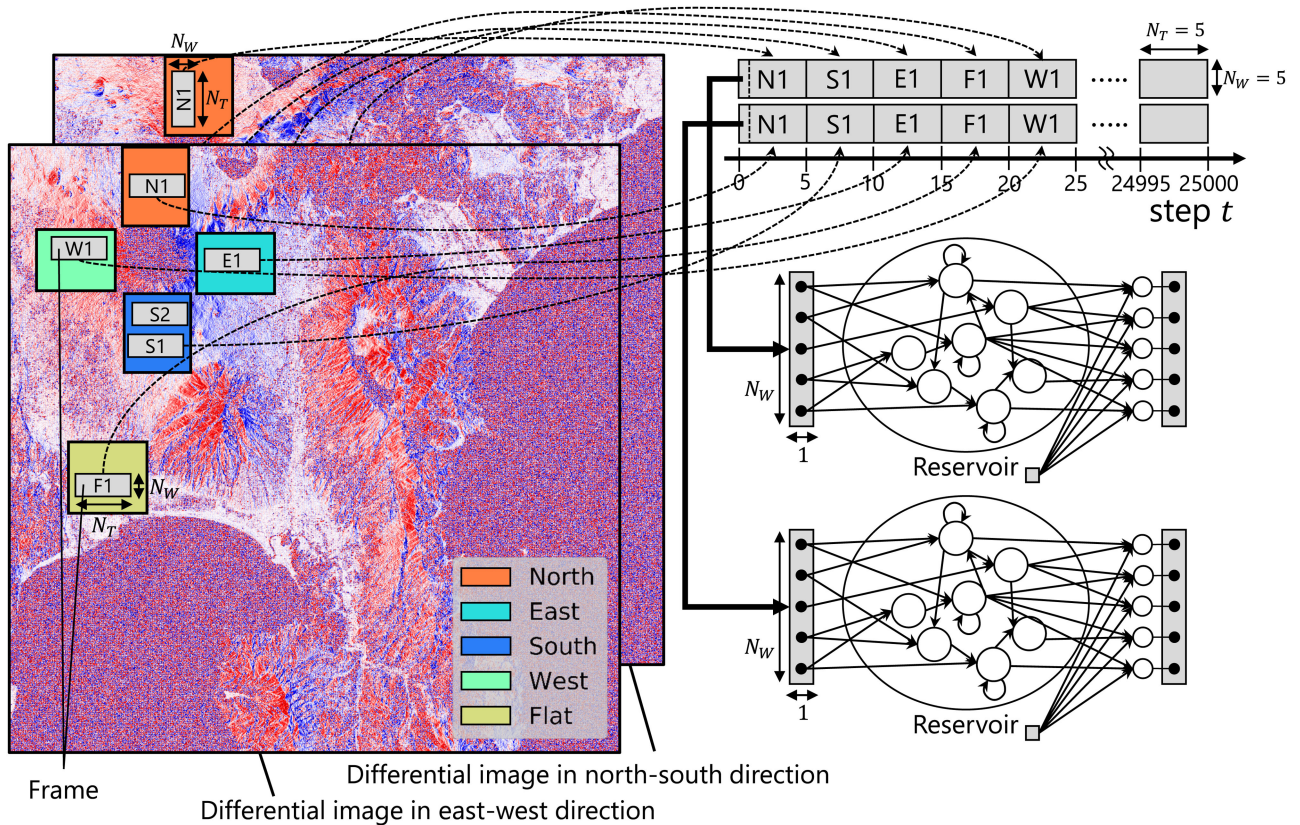 N_W
N1
N_T
N_T = 5
N1 S1 E1 F1 W1 ·····
N_W = 5
N1 S1 E1 F1 W1 ·····
0 5 10 15 20 25 24995 25000
step t
N1
W1
E1
S2
S1
F1
N_W
N_T
North
East
South
West
Flat
N_W
1
Reservoir
N_W
1
Reservoir
Frame
Differential image in north-south direction
Differential image in east-west direction